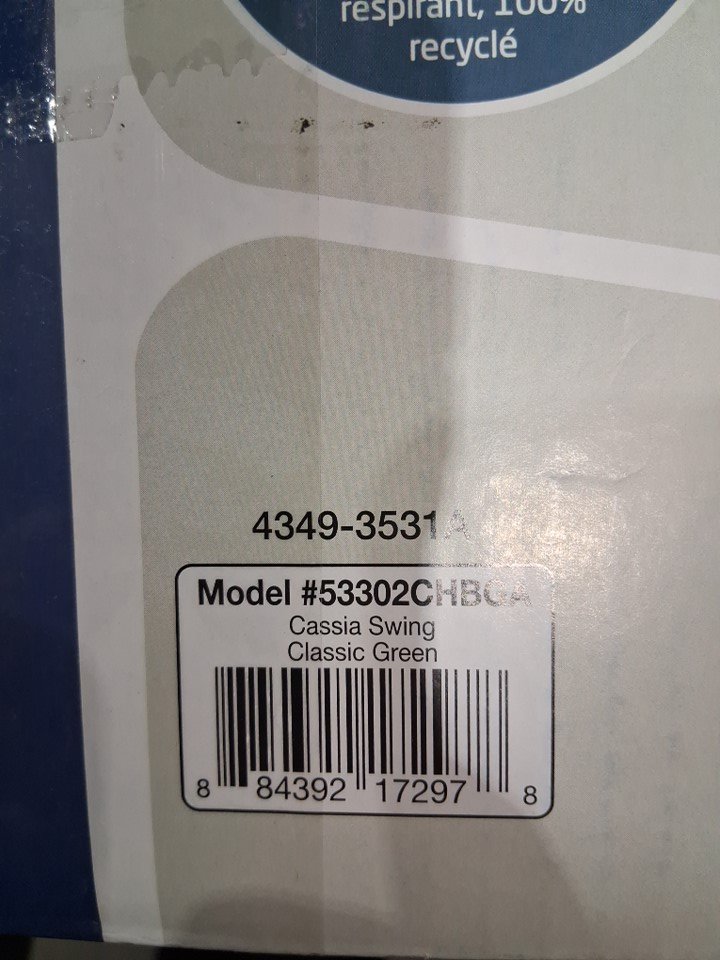 respirant, 100%
recyclé
4349-3531A
Model #53302CHBGA
Cassia Swing
Classic Green
8 84392 17297 8